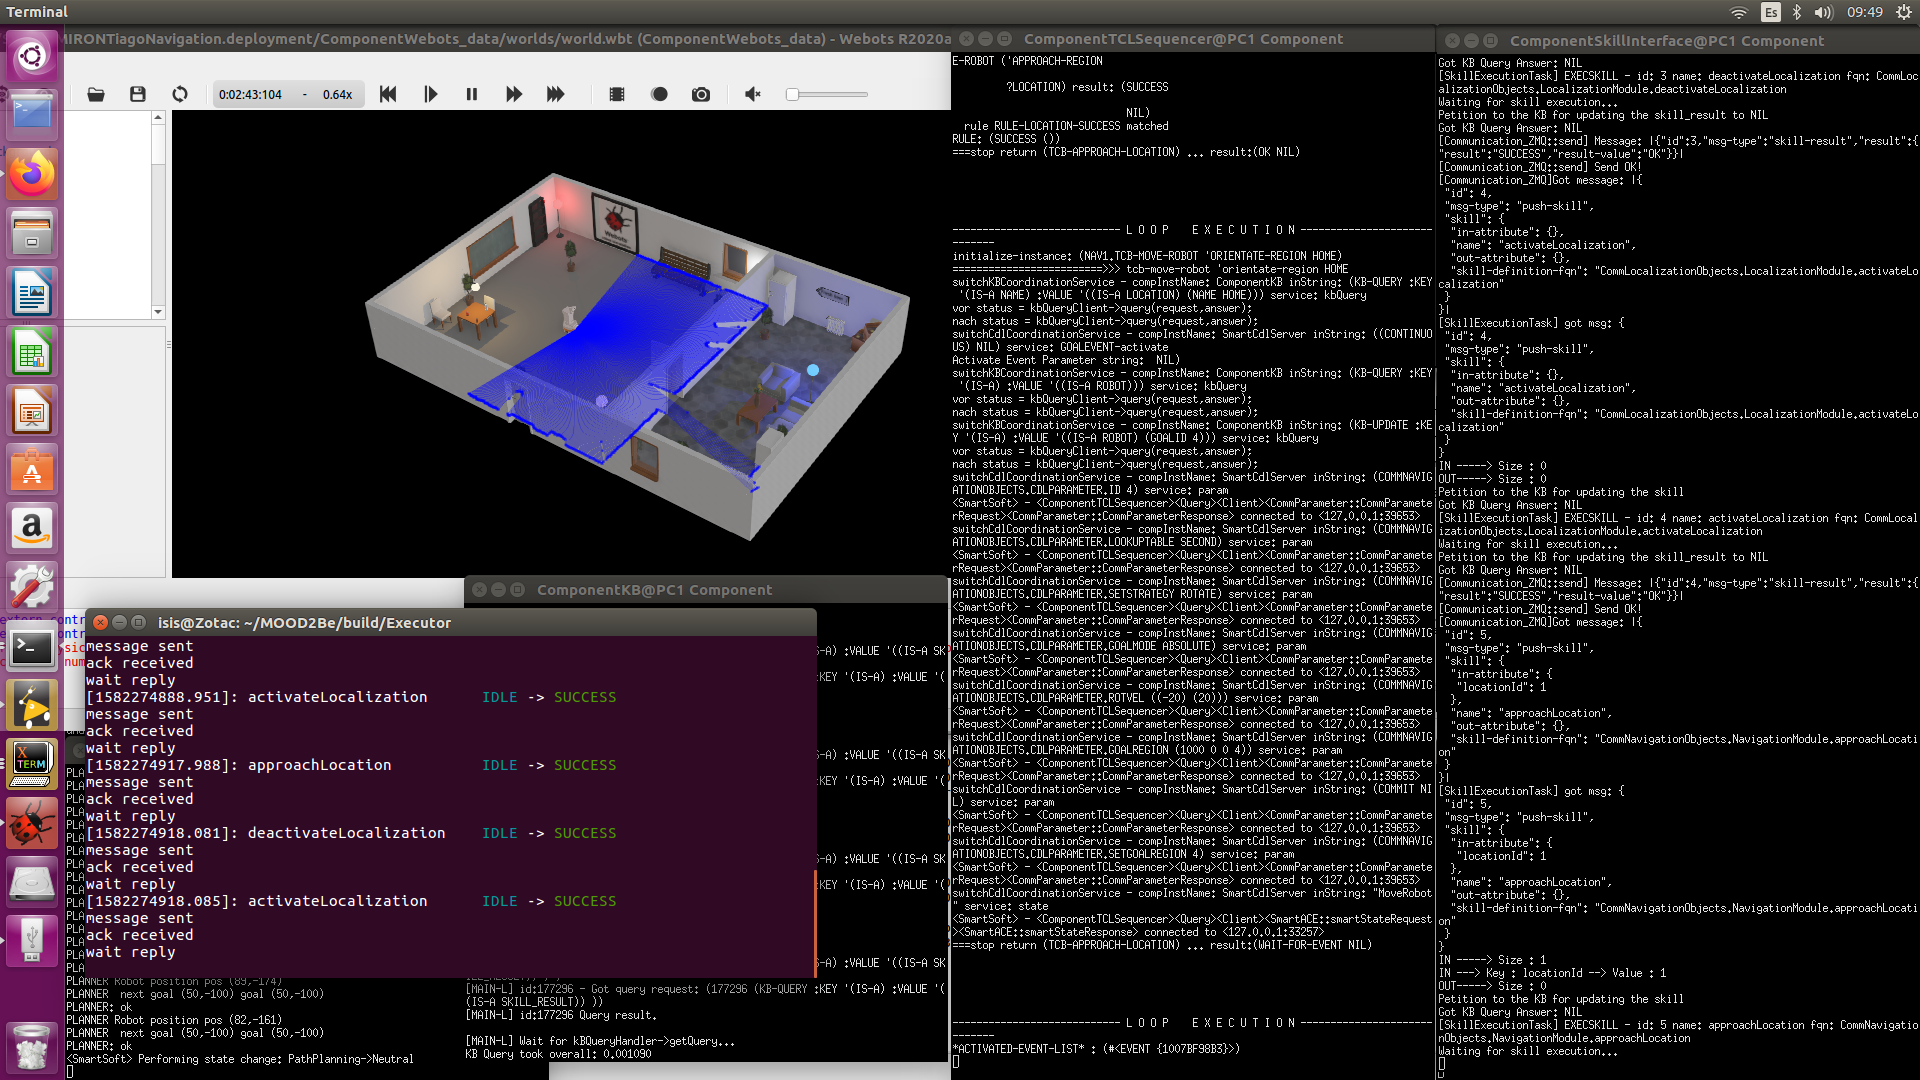 Terminal
Es
09:49
MIRONTiagoNavigation.deployment/ComponentWebots_data/worlds/world.wbt (ComponentWebots_data) - Webots R2020a
0:02:43:104 - 0.64x
Webots
ComponentKB@PC1 Component
isis@Zotac: ~/MOOD2Be/build/Executor
message sent
ack received
wait reply
[1582274888.951]: activateLocalization IDLE -> SUCCESS
message sent
ack received
wait reply
[1582274917.988]: approachLocation IDLE -> SUCCESS
message sent
ack received
wait reply
[1582274918.081]: deactivateLocalization IDLE -> SUCCESS
message sent
ack received
wait reply
[1582274918.085]: activateLocalization IDLE -> SUCCESS
message sent
ack received
wait reply
PLANNER Robot position pos (89,-174)
PLANNER next goal (50,-100) goal (50,-100)
PLANNER: ok
PLANNER Robot position pos (82,-161)
PLANNER next goal (50,-100) goal (50,-100)
PLANNER: ok
<SmartSoft> Performing state change: PathPlanning->Neutral
[MAIN-L] id:177296 - Got query request: (177296 (KB-QUERY :KEY '(IS-A) :VALUE '(
(IS-A SKILL_RESULT)) ))
[MAIN-L] id:177296 Query result.
[MAIN-L] Wait for kBQueryHandler->getQuery...
KB Query took overall: 0.001090
ComponentTCLSequencer@PC1 Component
E-ROBOT ('APPROACH-REGION
?LOCATION) result: (SUCCESS
NIL)
rule RULE-LOCATION-SUCCESS matched
RULE: (SUCCESS ())
===stop return (TCB-APPROACH-LOCATION) ... result:(OK NIL)
---------------------------- L O O P   E X E C U T I O N ----------------------
-------
initialize-instance: (NAV1.TCB-MOVE-ROBOT 'ORIENTATE-REGION HOME)
=========================>>> tcb-move-robot 'orientate-region HOME
switchKBCoordinationService - compInstName: ComponentKB inString: (KB-QUERY :KEY
'(IS-A NAME) :VALUE '((IS-A LOCATION) (NAME HOME))) service: kbQuery
vor status = kbQueryClient->query(request,answer);
nach status = kbQueryClient->query(request,answer);
switchCdlCoordinationService - compInstName: SmartCdlServer inString: ((CONTINUO
US) NIL) service: GOALEVENT-activate
Activate Event Parameter string: NIL)
switchKBCoordinationService - compInstName: ComponentKB inString: (KB-QUERY :KEY
'(IS-A) :VALUE '((IS-A ROBOT))) service: kbQuery
vor status = kbQueryClient->query(request,answer);
nach status = kbQueryClient->query(request,answer);
switchKBCoordinationService - compInstName: ComponentKB inString: (KB-UPDATE :KE
Y '(IS-A) :VALUE '((IS-A ROBOT) (GOALID 4))) service: kbQuery
vor status = kbQueryClient->query(request,answer);
nach status = kbQueryClient->query(request,answer);
switchCdlCoordinationService - compInstName: SmartCdlServer inString: (COMMNAVIG
ATIONOBJECTS.CDLPARAMETER.ID 4) service: param
<SmartSoft> - <ComponentTCLSequencer><Query><Client><CommParameter::CommParamete
rRequest><CommParameter::CommParameterResponse> connected to <127.0.0.1:39653>
switchCdlCoordinationService - compInstName: SmartCdlServer inString: (COMMNAVIG
ATIONOBJECTS.CDLPARAMETER.LOOKUPTABLE SECOND) service: param
<SmartSoft> - <ComponentTCLSequencer><Query><Client><CommParameter::CommParamete
rRequest><CommParameter::CommParameterResponse> connected to <127.0.0.1:39653>
switchCdlCoordinationService - compInstName: SmartCdlServer inString: (COMMNAVIG
ATIONOBJECTS.CDLPARAMETER.SETSTRATEGY ROTATE) service: param
<SmartSoft> - <ComponentTCLSequencer><Query><Client><CommParameter::CommParamete
rRequest><CommParameter::CommParameterResponse> connected to <127.0.0.1:39653>
switchCdlCoordinationService - compInstName: SmartCdlServer inString: (COMMNAVIG
ATIONOBJECTS.CDLPARAMETER.GOALMODE ABSOLUTE) service: param
<SmartSoft> - <ComponentTCLSequencer><Query><Client><CommParameter::CommParamete
rRequest><CommParameter::CommParameterResponse> connected to <127.0.0.1:39653>
switchCdlCoordinationService - compInstName: SmartCdlServer inString: (COMMNAVIG
ATIONOBJECTS.CDLPARAMETER.ROTVEL ((-20) (20))) service: param
<SmartSoft> - <ComponentTCLSequencer><Query><Client><CommParameter::CommParamete
rRequest><CommParameter::CommParameterResponse> connected to <127.0.0.1:39653>
switchCdlCoordinationService - compInstName: SmartCdlServer inString: (COMMNAVIG
ATIONOBJECTS.CDLPARAMETER.GOALREGION (1000 0 0 4)) service: param
<SmartSoft> - <ComponentTCLSequencer><Query><Client><CommParameter::CommParamete
rRequest><CommParameter::CommParameterResponse> connected to <127.0.0.1:39653>
switchCdlCoordinationService - compInstName: SmartCdlServer inString: (COMMIT NI
L) service: param
<SmartSoft> - <ComponentTCLSequencer><Query><Client><CommParameter::CommParamete
rRequest><CommParameter::CommParameterResponse> connected to <127.0.0.1:39653>
switchCdlCoordinationService - compInstName: SmartCdlServer inString: (COMMNAVIG
ATIONOBJECTS.CDLPARAMETER.SETGOALREGION 4) service: param
<SmartSoft> - <ComponentTCLSequencer><Query><Client><CommParameter::CommParamete
rRequest><CommParameter::CommParameterResponse> connected to <127.0.0.1:39653>
switchCdlCoordinationService - compInstName: SmartCdlServer inString: "MoveRobot
" service: state
<SmartSoft> - <ComponentTCLSequencer><Query><Client><SmartACE::smartStateRequest
><SmartACE::smartStateResponse> connected to <127.0.0.1:33257>
===stop return (TCB-APPROACH-LOCATION) ... result:(WAIT-FOR-EVENT NIL)
---------------------------- L O O P   E X E C U T I O N ----------------------
-------
*ACTIVATED-EVENT-LIST* : (#<EVENT {1007BF98B3}>)
ComponentSkillInterface@PC1 Component
Got KB Query Answer: NIL
[SkillExecutionTask] EXECSKILL - id: 3 name: deactivateLocalization fqn: CommLoc
alizationObjects.LocalizationModule.deactivateLocalization
Waiting for skill execution...
Petition to the KB for updating the skill_result to NIL
Got KB Query Answer: NIL
[Communication_ZMQ::send] Message: |{"id":3,"msg-type":"skill-result","result":{
"result":"SUCCESS","result-value":"OK"}}|
[Communication_ZMQ::send] Send OK!
[Communication_ZMQ]Got message: |{
"id": 4,
"msg-type": "push-skill",
"skill": {
"in-attribute": {},
"name": "activateLocalization",
"out-attribute": {},
"skill-definition-fqn": "CommLocalizationObjects.LocalizationModule.activateLo
calization"
}
}|
[SkillExecutionTask] got msg: {
"id": 4,
"msg-type": "push-skill",
"skill": {
"in-attribute": {},
"name": "activateLocalization",
"out-attribute": {},
"skill-definition-fqn": "CommLocalizationObjects.LocalizationModule.activateLo
calization"
}
}
IN -----> Size : 0
OUT-----> Size : 0
Petition to the KB for updating the skill
Got KB Query Answer: NIL
[SkillExecutionTask] EXECSKILL - id: 4 name: activateLocalization fqn: CommLocal
izationObjects.LocalizationModule.activateLocalization
Waiting for skill execution...
Petition to the KB for updating the skill_result to NIL
Got KB Query Answer: NIL
[Communication_ZMQ::send] Message: |{"id":4,"msg-type":"skill-result","result":{
"result":"SUCCESS","result-value":"OK"}}|
[Communication_ZMQ::send] Send OK!
[Communication_ZMQ]Got message: |{
"id": 5,
"msg-type": "push-skill",
"skill": {
"in-attribute": {
"locationId": 1
},
"name": "approachLocation",
"out-attribute": {},
"skill-definition-fqn": "CommNavigationObjects.NavigationModule.approachLocati
on"
}
}|
[SkillExecutionTask] got msg: {
"id": 5,
"msg-type": "push-skill",
"skill": {
"in-attribute": {
"locationId": 1
},
"name": "approachLocation",
"out-attribute": {},
"skill-definition-fqn": "CommNavigationObjects.NavigationModule.approachLocati
on"
}
}
IN -----> Size : 1
IN ---> Key : locationId --> Value : 1
OUT-----> Size : 0
Petition to the KB for updating the skill
Got KB Query Answer: NIL
[SkillExecutionTask] EXECSKILL - id: 5 name: approachLocation fqn: CommNavigatio
nObjects.NavigationModule.approachLocation
Waiting for skill execution...